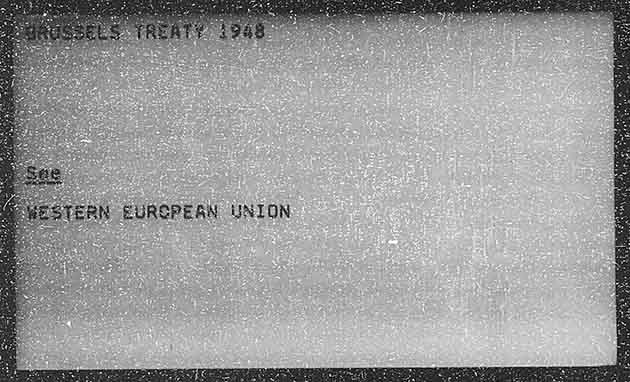 BRUSSELS TREATY 1948
See
WESTERN EUROPEAN UNION